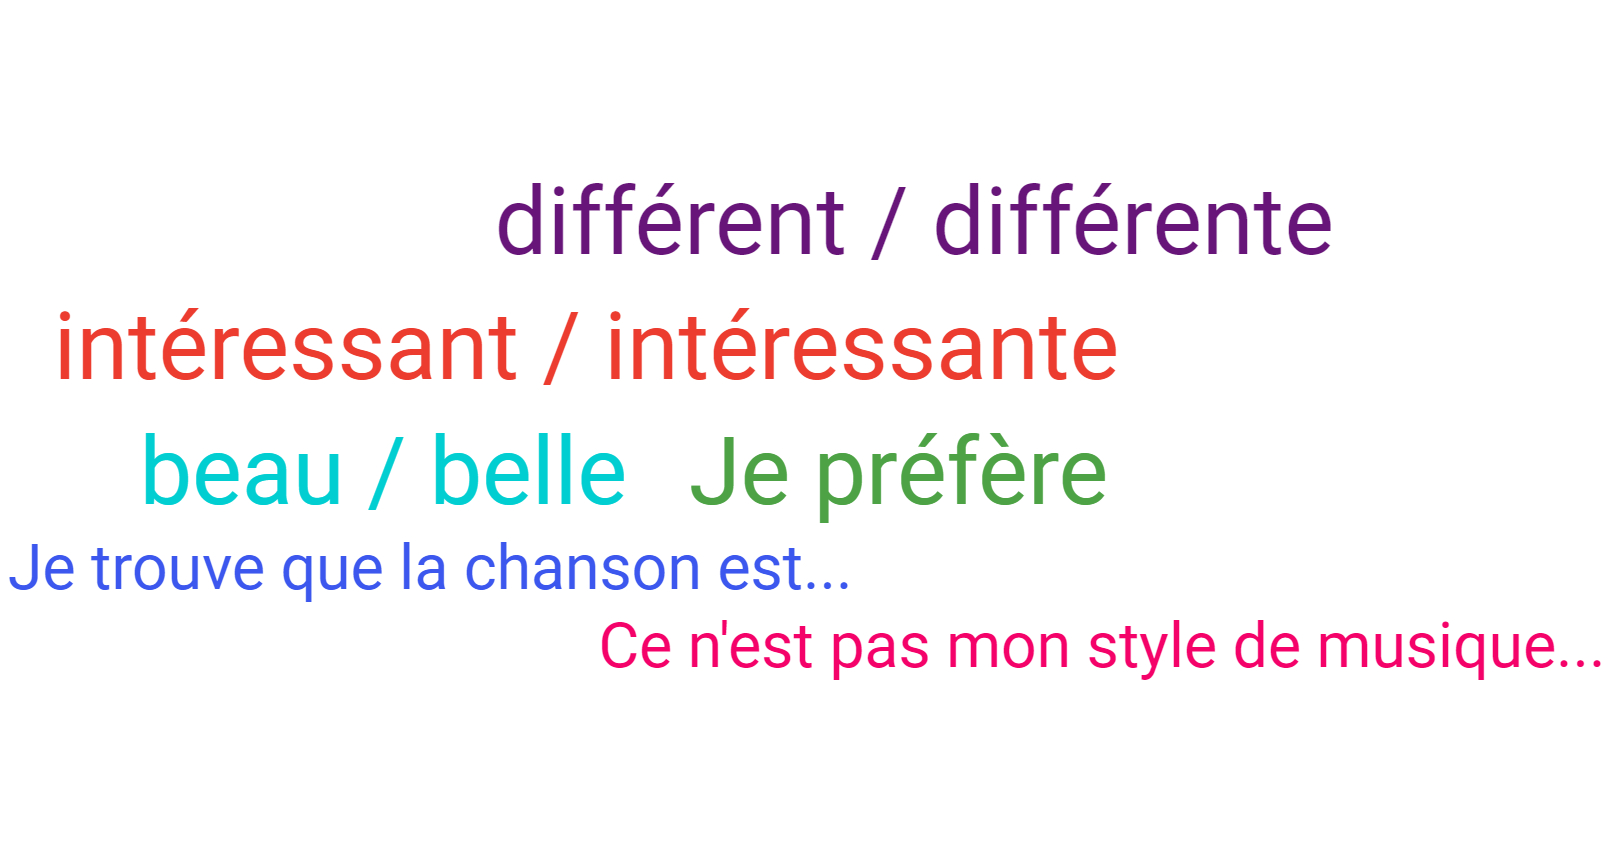 différent / différente
intéressant / intéressante
beau / belle Je préfère
Je trouve que la chanson est...
Ce n'est pas mon style de musique...